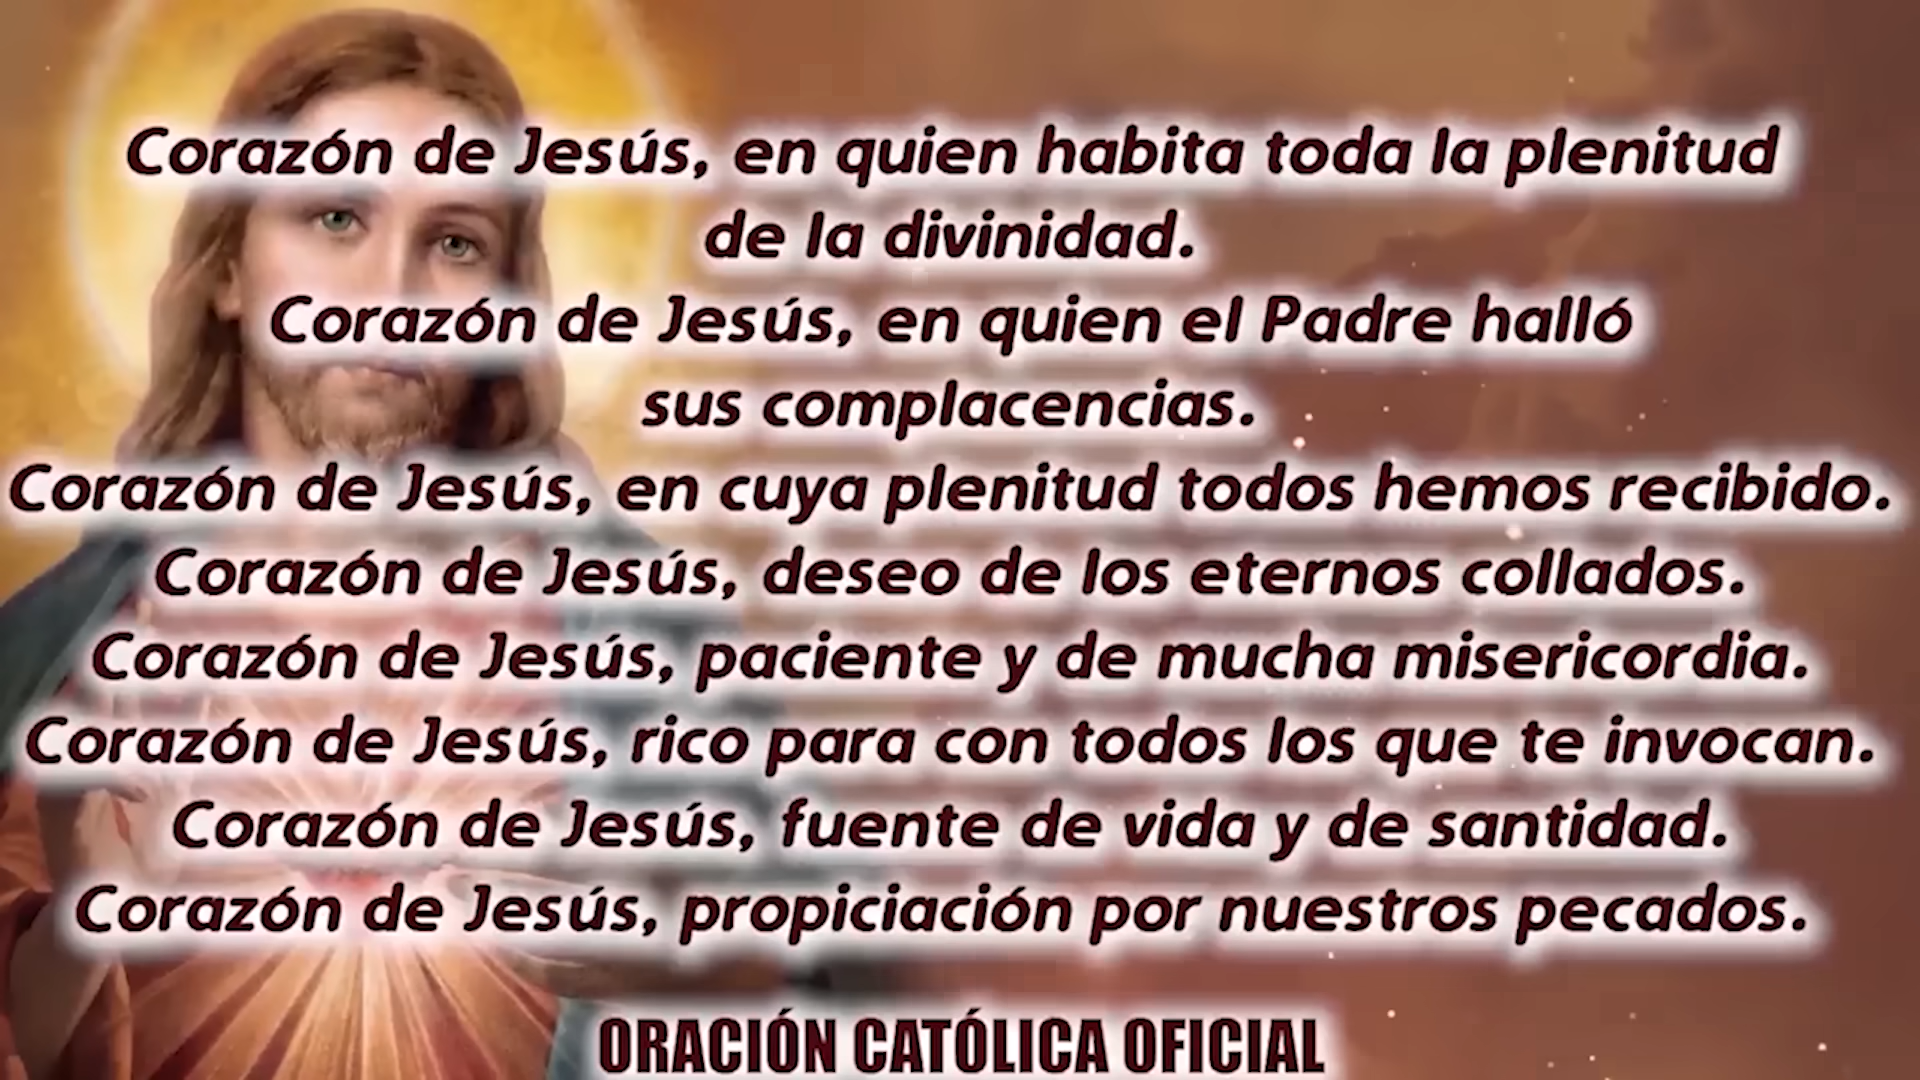 Corazón de Jesús, en quien habita toda la plenitud
de la divinidad.
Corazón de Jesús, en quien el Padre halló
sus complacencias.
Corazón de Jesús, en cuya plenitud todos hemos recibido.
Corazón de Jesús, deseo de los eternos collados.
Corazón de Jesús, paciente y de mucha misericordia.
Corazón de Jesús, rico para con todos los que te invocan.
Corazón de Jesús, fuente de vida y de santidad.
Corazón de Jesús, propiciación por nuestros pecados.
ORACIÓN CATÓLICA OFICIAL